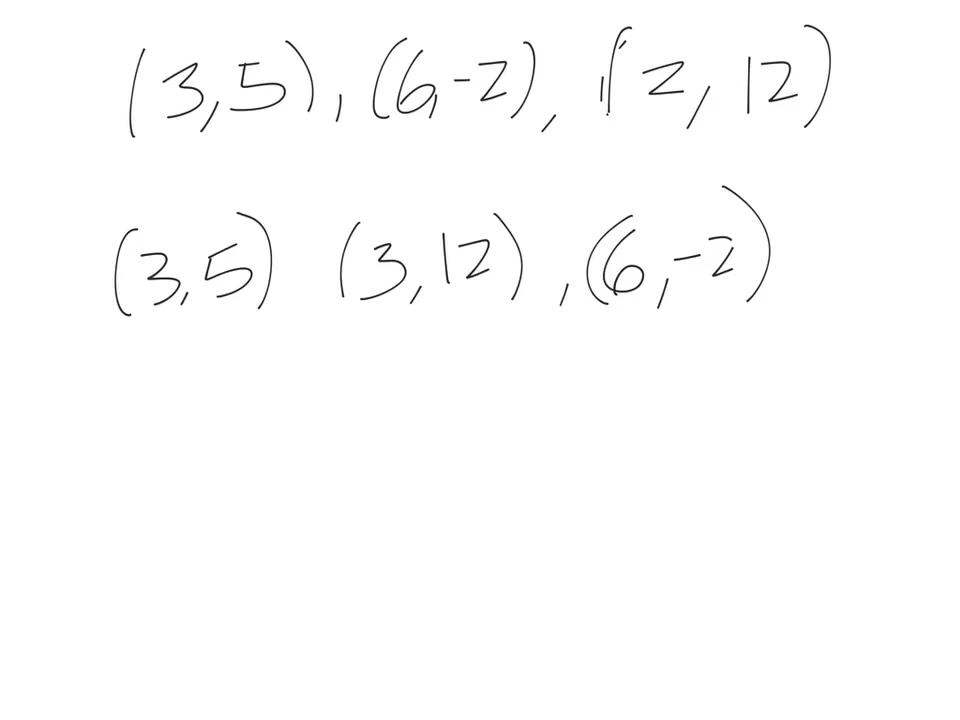 (3,5), (6,-2), (2, 12)
(3,5) (3,12), (6,-2)